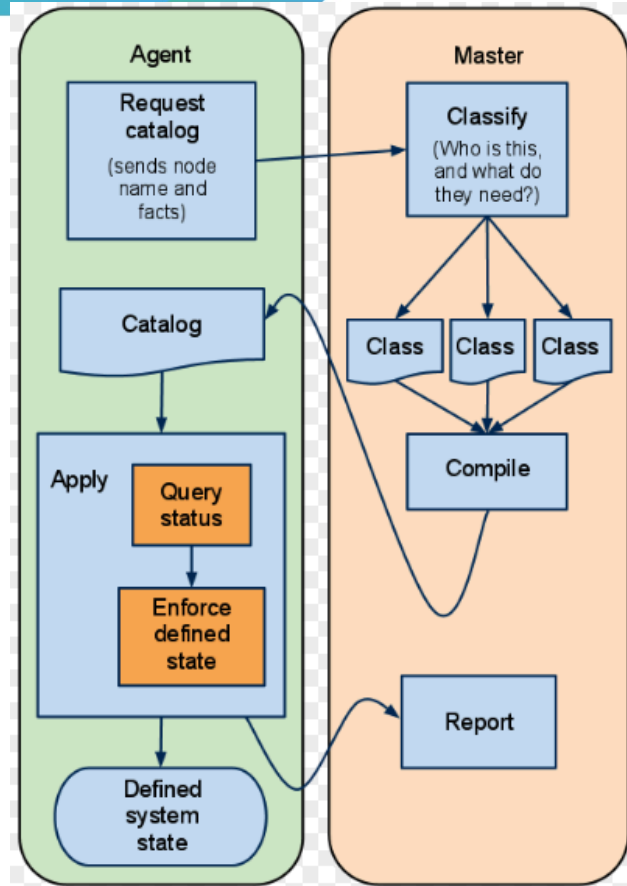 Agent
Request
catalog
(sends node
name and
facts)
Catalog
Apply
Query
status
Enforce
defined
state
Defined
system
state
Master
Classify
(Who is this,
and what do
they need?)
Class
Class
Class
Compile
Report